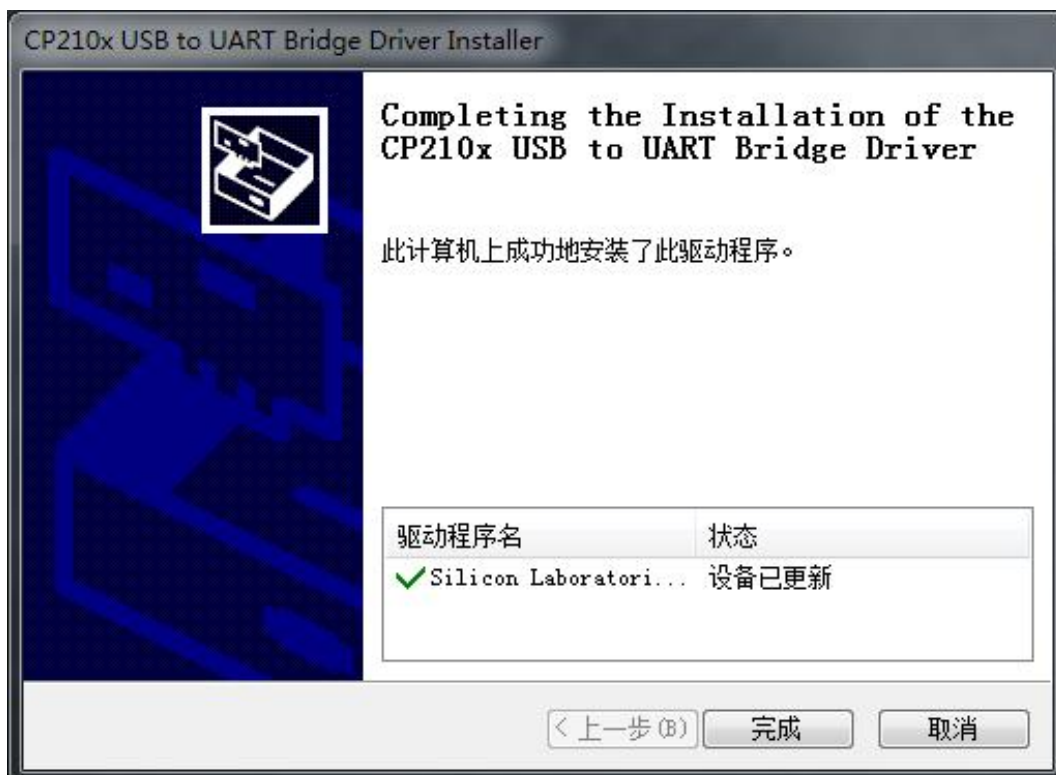 CP210x USB to UART Bridge Driver Installer
Completing the Installation of the
CP210x USB to UART Bridge Driver
此计算机上成功地安装了此驱动程序。
驱动程序名 状态
Silicon Laboratori... 设备已更新
< 上一步(B) 完成 取消